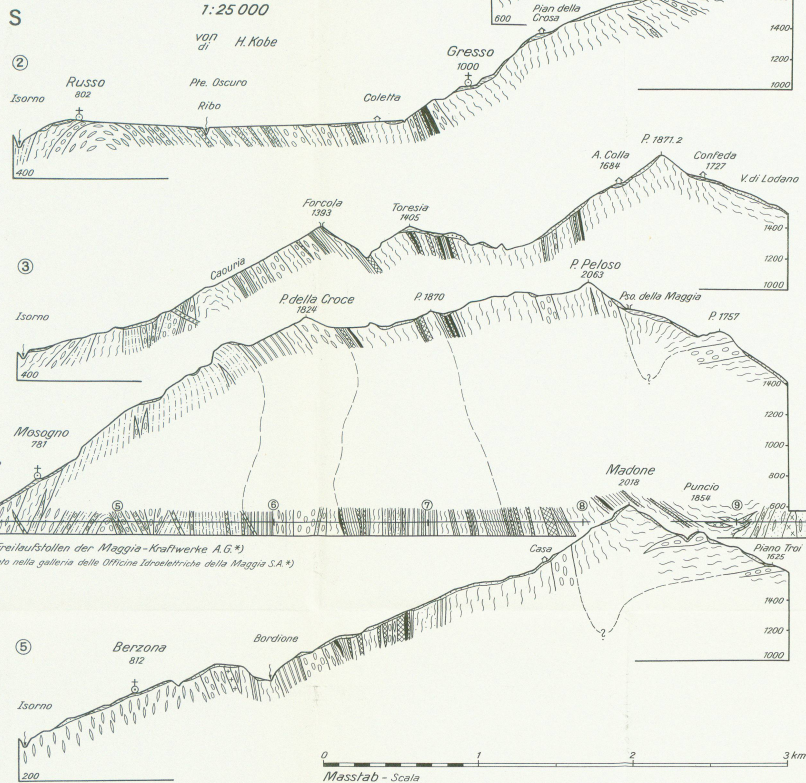 S
1:25 000
von
di
H. Kobe
600
Pian della
Crosa
1400
1200
1000
②
Isorno
Russo
802
Pte. Oscuro
Ribo
Coletta
Gresso
1000
400
③
Isorno
Caouria
Forcola
1393
Toresia
1405
A. Colla
1684
P. 1871.2
Confeda
1727
V. di Lodano
1400
1200
1000
400
Mosogno
781
P. della Croce
1824
P. 1870
P. Peloso
2063
Pso. della Maggia
P. 1757
?
1400
1200
1000
800
600
⑤
⑥
⑦
⑧
⑨
Freilaufstollen der Maggia-Kraftwerke A.G.*)
to nella galleria delle Officine Idroelettriche della Maggia S.A.*)
⑤
Isorno
Berzona
812
Bordione
Casa
Madone
2018
Puncio
1854
Piano Troi
1625
?
1400
1200
1000
200
0 1 2 3 km
Masstab - Scala